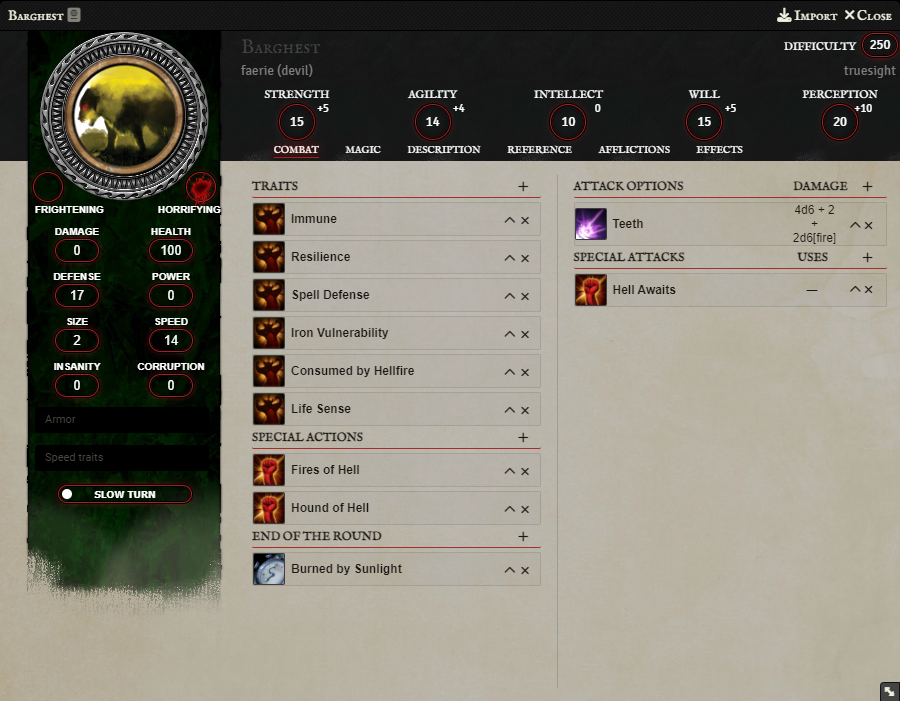 Barghest
Import Close
Barghest
DIFFICULTY 250
faerie (devil)
truesight
STRENGTH AGILITY INTELLECT WILL PERCEPTION
15 +5 14 +4 10 0 15 +5 20 +10
COMBAT MAGIC DESCRIPTION REFERENCE AFFLICTIONS EFFECTS
FRIGHTENING HORRIFYING
DAMAGE HEALTH
0 100
DEFENSE POWER
17 0
SIZE SPEED
2 14
INSANITY CORRUPTION
0 0
Armor
Speed traits
SLOW TURN
TRAITS +
Immune
Resilience
Spell Defense
Iron Vulnerability
Consumed by Hellfire
Life Sense
SPECIAL ACTIONS +
Fires of Hell
Hound of Hell
END OF THE ROUND +
Burned by Sunlight
ATTACK OPTIONS DAMAGE +
Teeth
4d6 + 2
+
2d6[fire]
SPECIAL ATTACKS USES +
Hell Awaits —